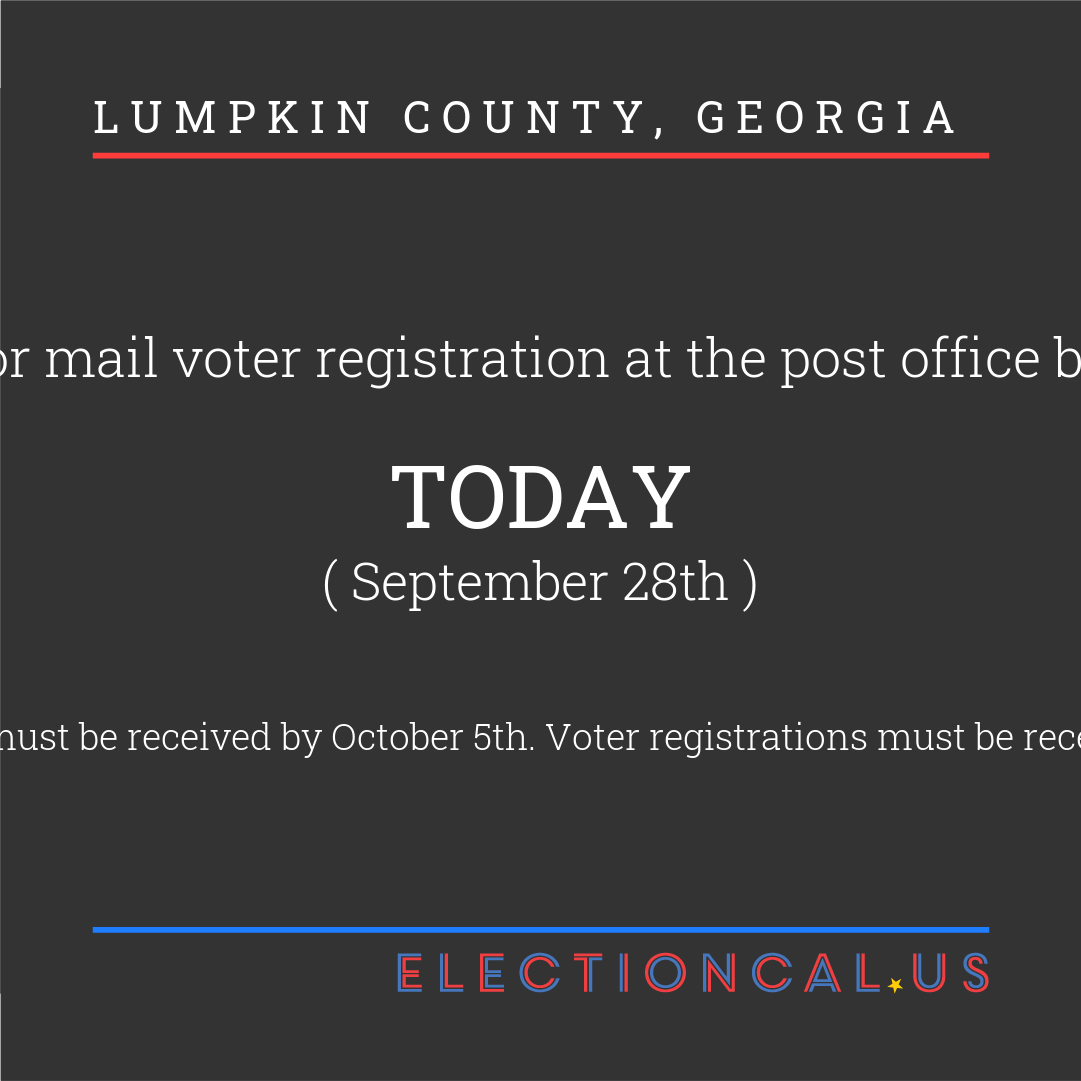 LUMPKIN COUNTY, GEORGIA
or mail voter registration at the post office b
TODAY
( September 28th )
must be received by October 5th. Voter registrations must be rece
ELECTIONCAL.US